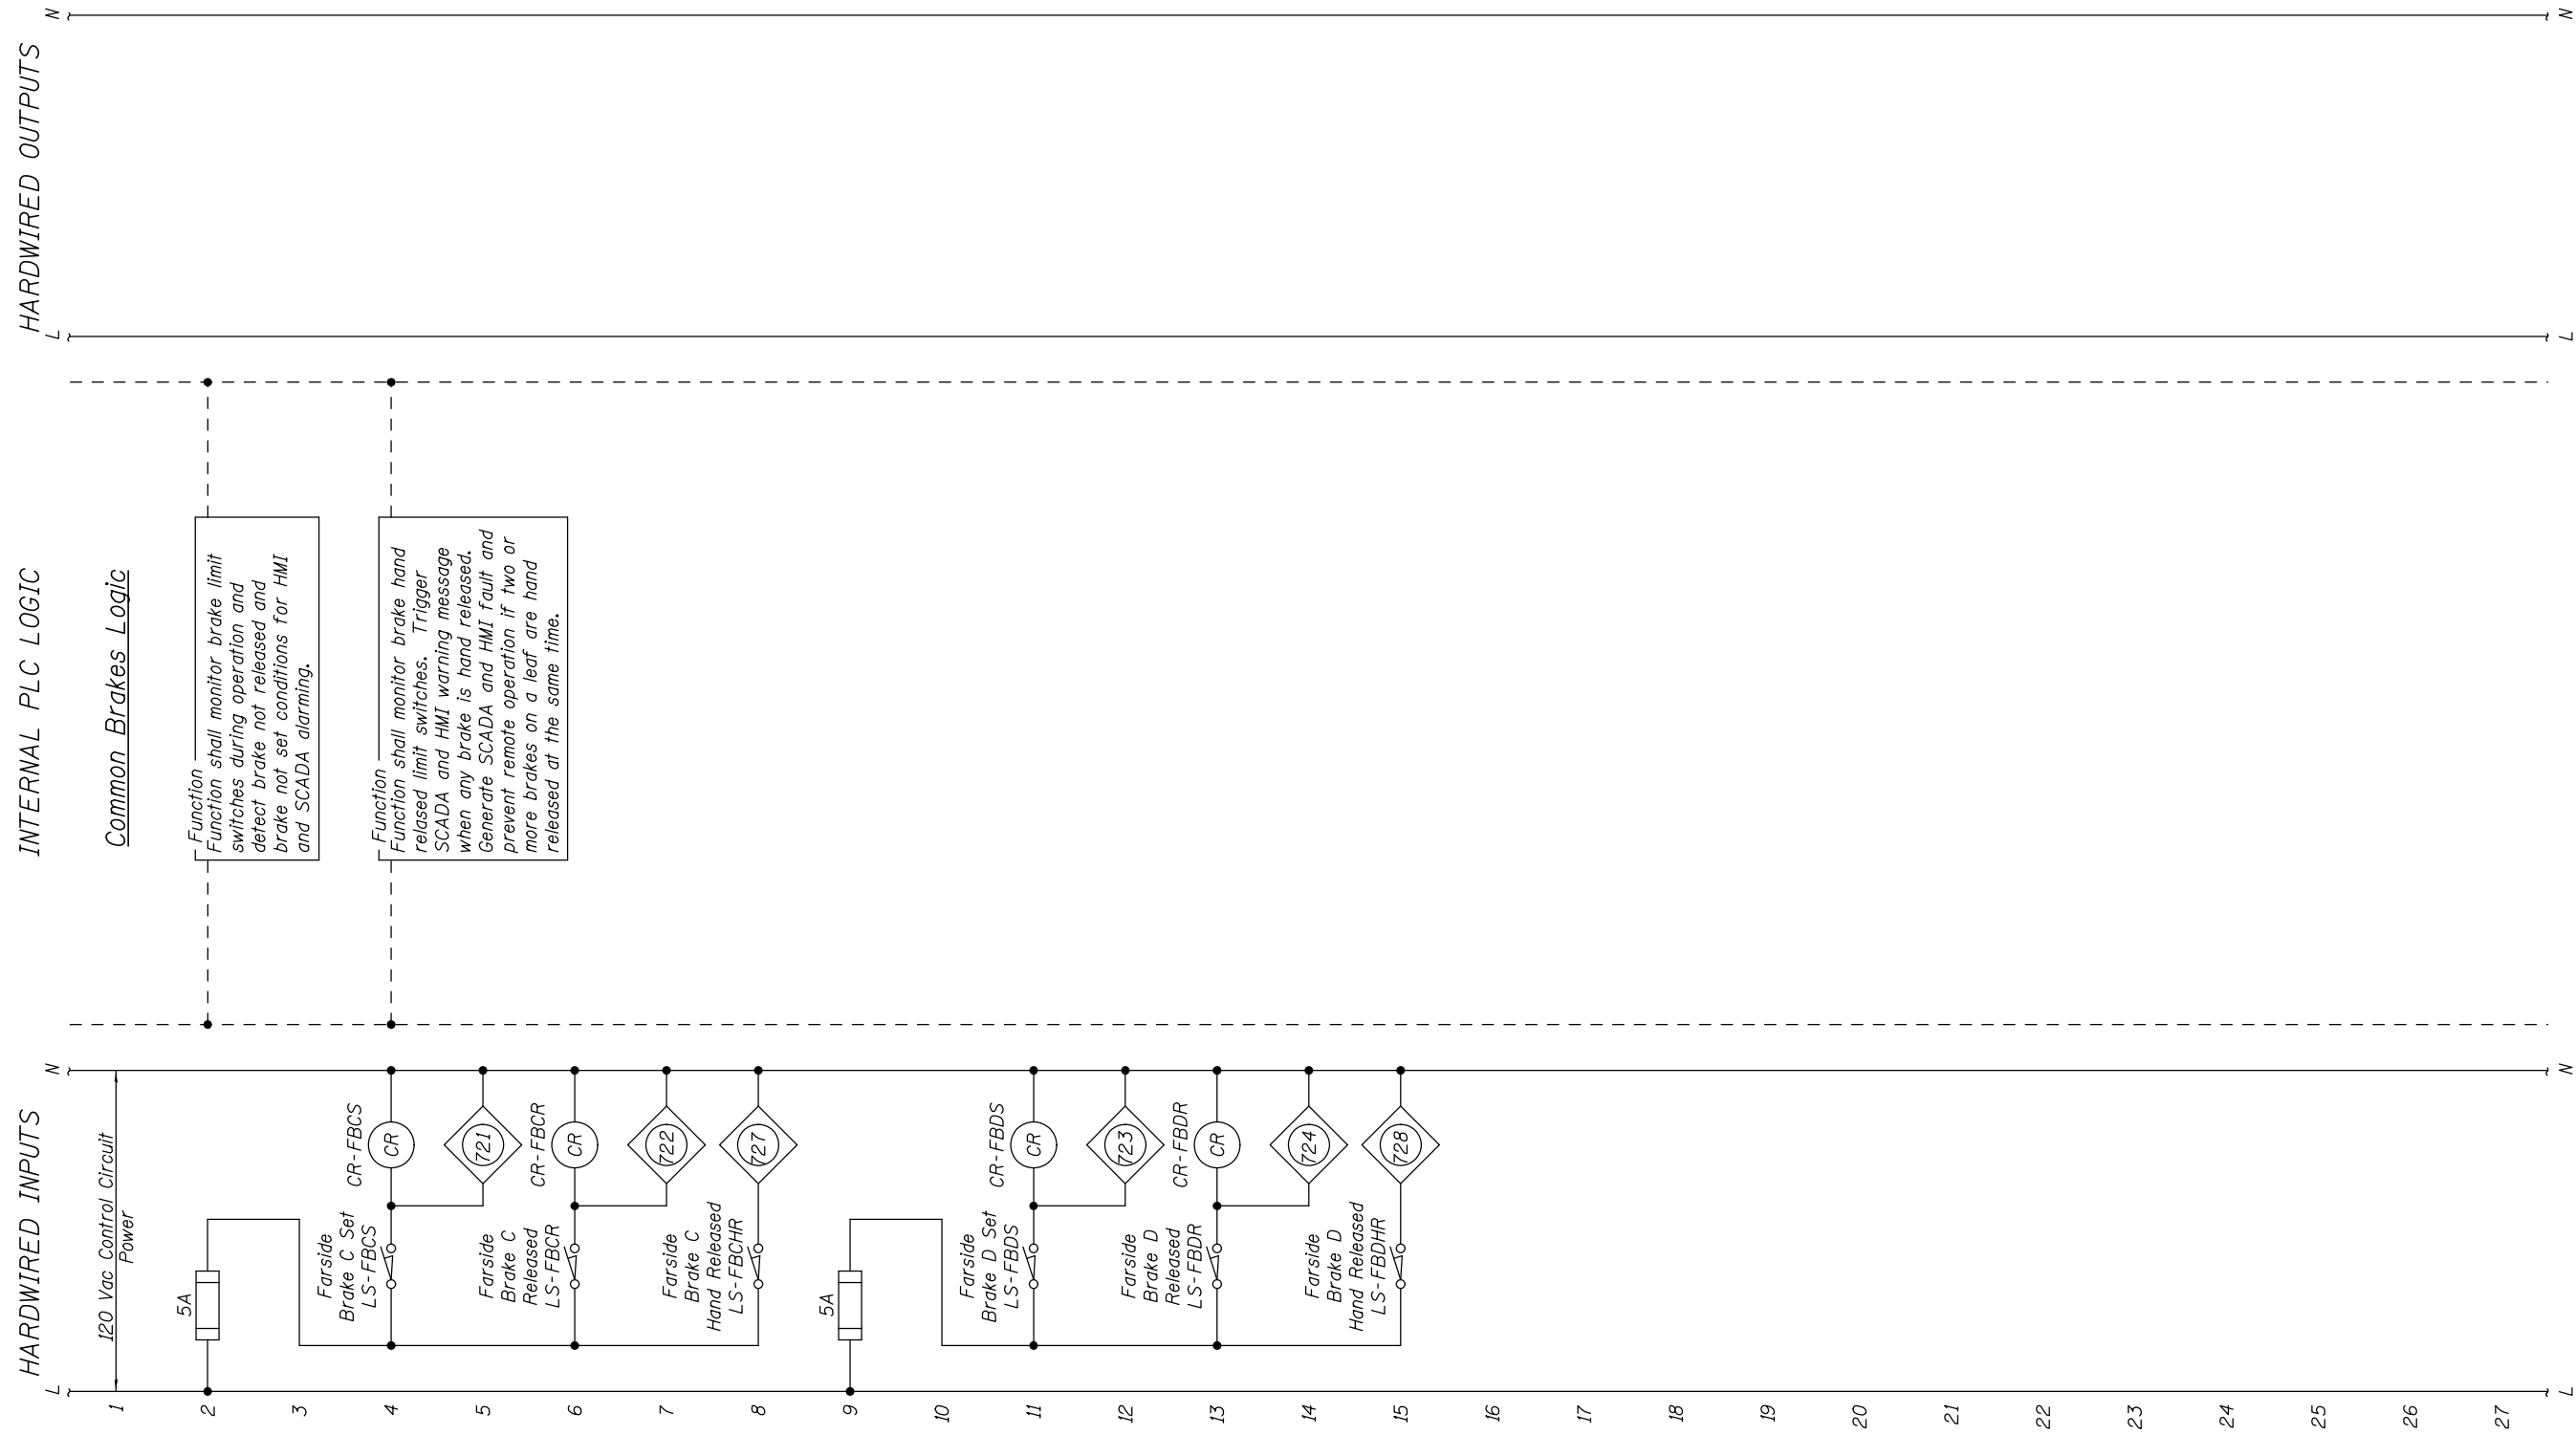 HARDWIRED INPUTS
INTERNAL PLC LOGIC
HARDWIRED OUTPUTS
L
N
L
N
1
120 Vac Control Circuit
Power
Common Brakes Logic
2
5A
Function
Function shall monitor brake limit
switches during operation and
detect brake not released and
brake not set conditions for HMI
and SCADA alarming.
3
4
Farside
Brake C Set
LS-FBCS
CR-FBCS
CR
Function
Function shall monitor brake hand
relased limit switches. Trigger
SCADA and HMI warning message
when any brake is hand released.
Generate SCADA and HMI fault and
prevent remote operation if two or
more brakes on a leaf are hand
released at the same time.
5
721
6
Farside
Brake C
Released
LS-FBCR
CR-FBCR
CR
7
722
8
Farside
Brake C
Hand Released
LS-FBCHR
727
9
5A
10
11
Farside
Brake D Set
LS-FBDS
CR-FBDS
CR
12
723
13
Farside
Brake D
Released
LS-FBDR
CR-FBDR
CR
14
724
15
Farside
Brake D
Hand Released
LS-FBDHR
728
16
17
18
19
20
21
22
23
24
25
26
27
L
N
L
N